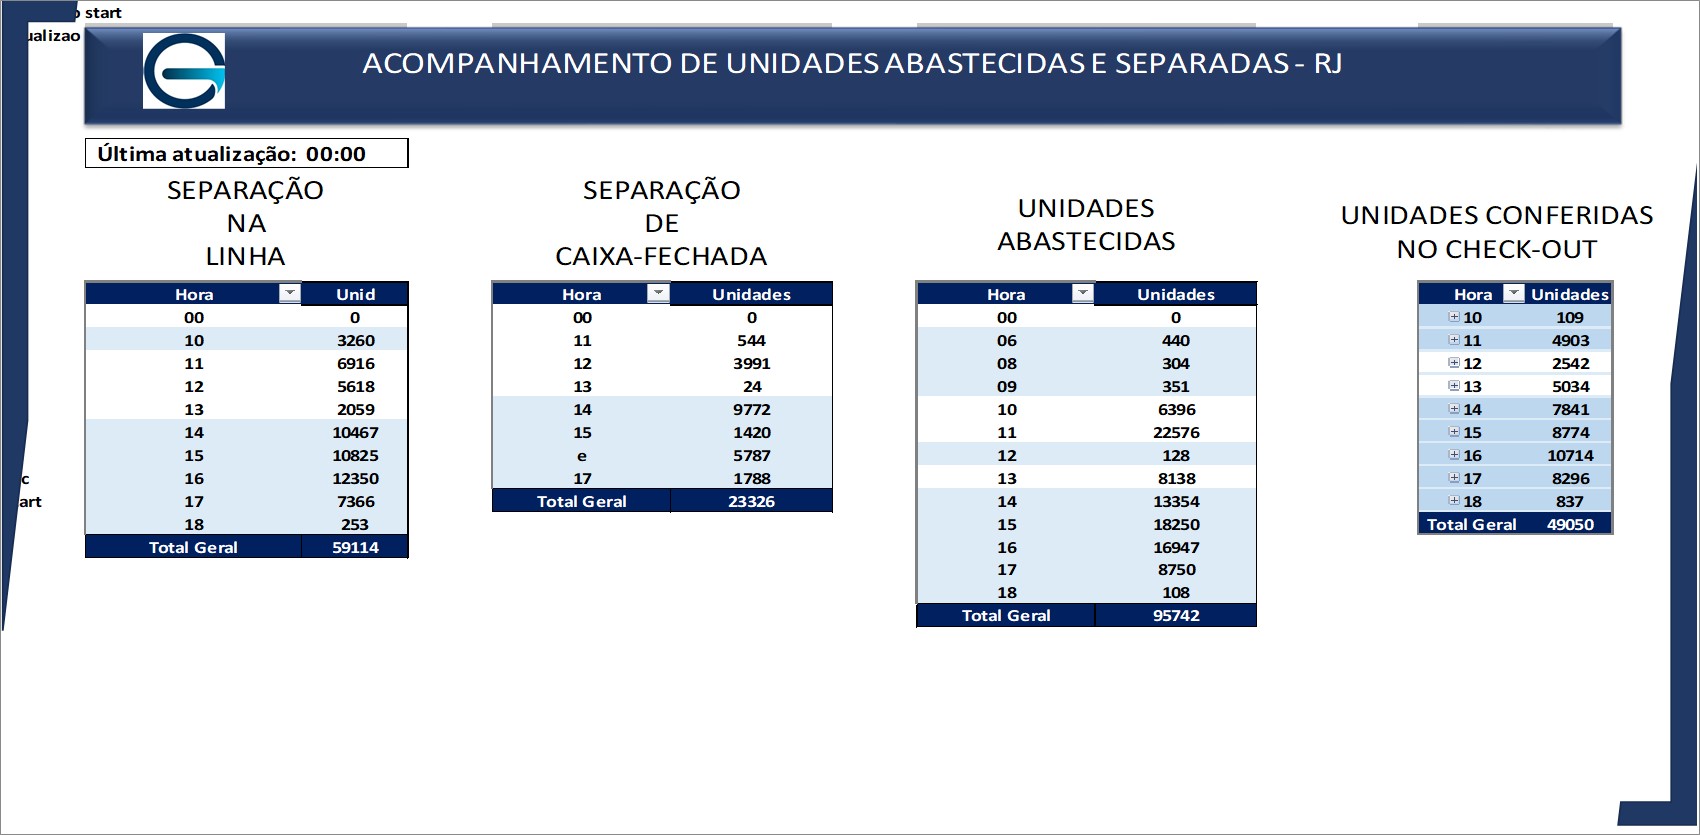 start
ualizao
ACOMPANHAMENTO DE UNIDADES ABASTECIDAS E SEPARADAS - RJ
Última atualização: 00:00
SEPARAÇÃO
NA
LINHA
Hora Unid
00 0
10 3260
11 6916
12 5618
13 2059
14 10467
15 10825
16 12350
17 7366
18 253
Total Geral 59114
SEPARAÇÃO
DE
CAIXA-FECHADA
Hora Unidades
00 0
11 544
12 3991
13 24
14 9772
15 1420
e 5787
17 1788
Total Geral 23326
UNIDADES
ABASTECIDAS
Hora Unidades
00 0
06 440
08 304
09 351
10 6396
11 22576
12 128
13 8138
14 13354
15 18250
16 16947
17 8750
18 108
Total Geral 95742
UNIDADES CONFERIDAS
NO CHECK-OUT
Hora Unidades
10 109
11 4903
12 2542
13 5034
14 7841
15 8774
16 10714
17 8296
18 837
Total Geral 49050
c
art